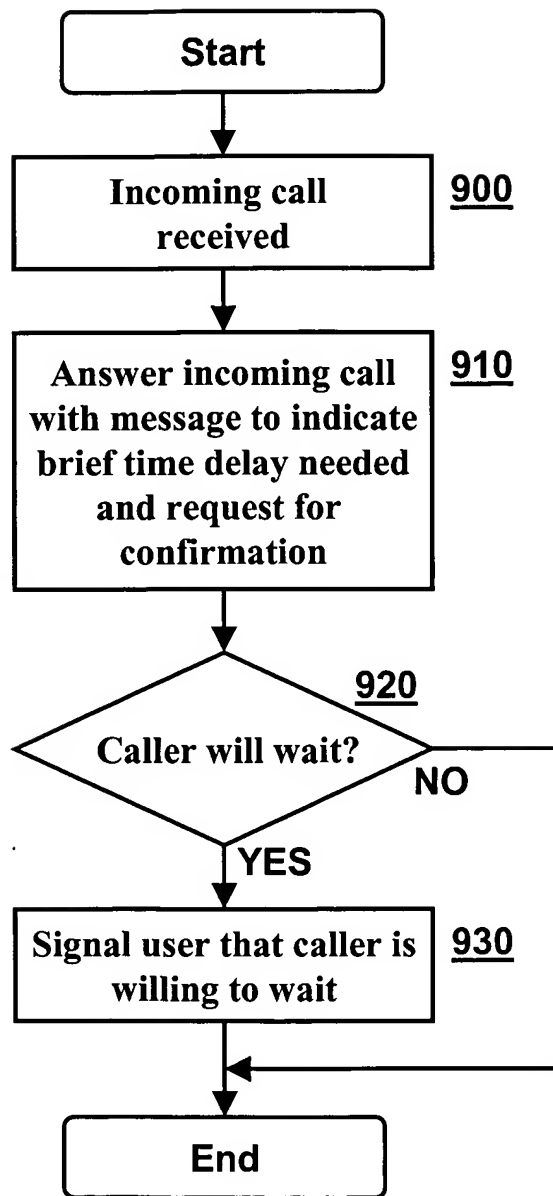 Start
Incoming call
received
900
Answer incoming call
with message to indicate
brief time delay needed
and request for
confirmation
910
920
Caller will wait?
NO
YES
Signal user that caller is
willing to wait
930
End